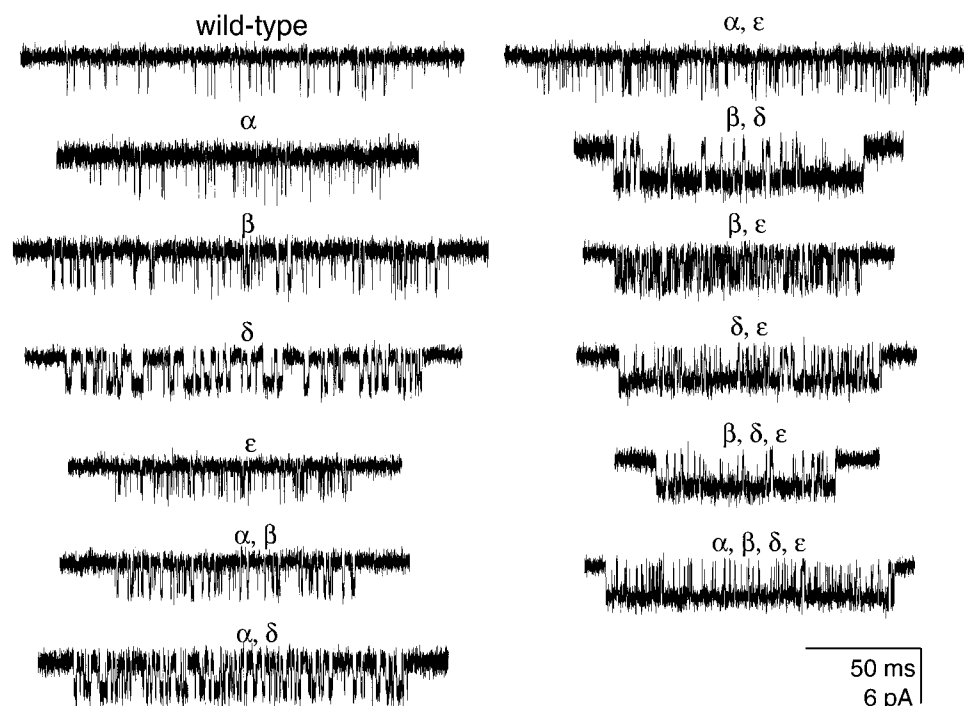 wild-type
α
β
δ
ε
α, β
α, δ
α, ε
β, δ
β, ε
δ, ε
β, δ, ε
α, β, δ, ε
50 ms
6 pA